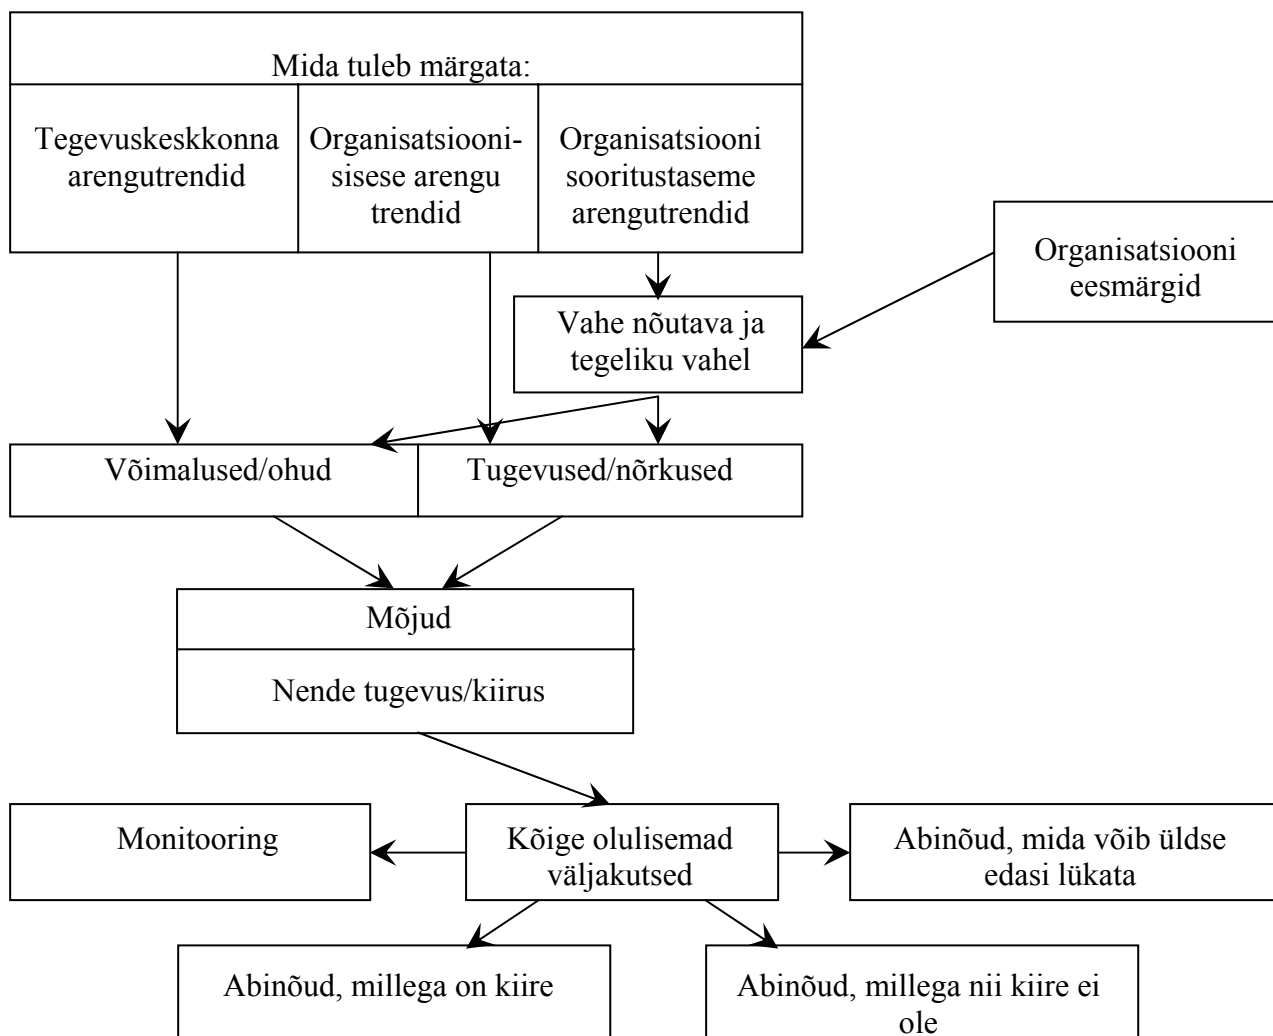 Mida tuleb märgata:
Tegevuskeskkonna
arengutrendid
Organisatsiooni-
sisese arengu
trendid
Organisatsiooni
sooritustaseme
arengutrendid
Organisatsiooni
eesmärgid
Vahe nõutava ja
tegeliku vahel
Võimalused/ohud
Tugevused/nõrkused
Mõjud
Nende tugevus/kiirus
Monitooring
Kõige olulisemad
väljakutsed
Abinõud, mida võib üldse
edasi lükata
Abinõud, millega on kiire
Abinõud, millega nii kiire ei
ole